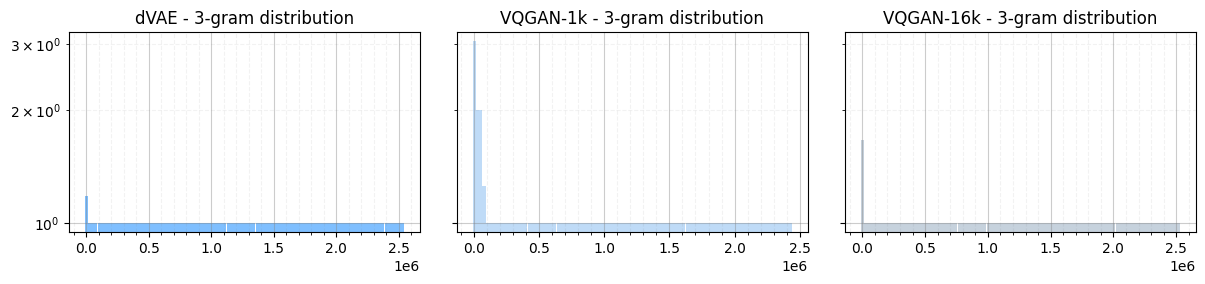 dVAE - 3-gram distribution
VQGAN-1k - 3-gram distribution
VQGAN-16k - 3-gram distribution
3 × 10⁰
2 × 10⁰
10⁰
0.0 0.5 1.0 1.5 2.0 2.5
1e6
0.0 0.5 1.0 1.5 2.0 2.5
1e6
0.0 0.5 1.0 1.5 2.0 2.5
1e6